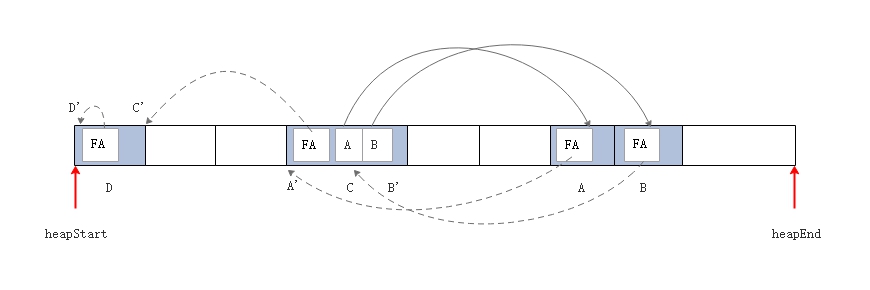 D' C'
FA FA A B FA FA
D A' C B' A B
heapStart heapEnd